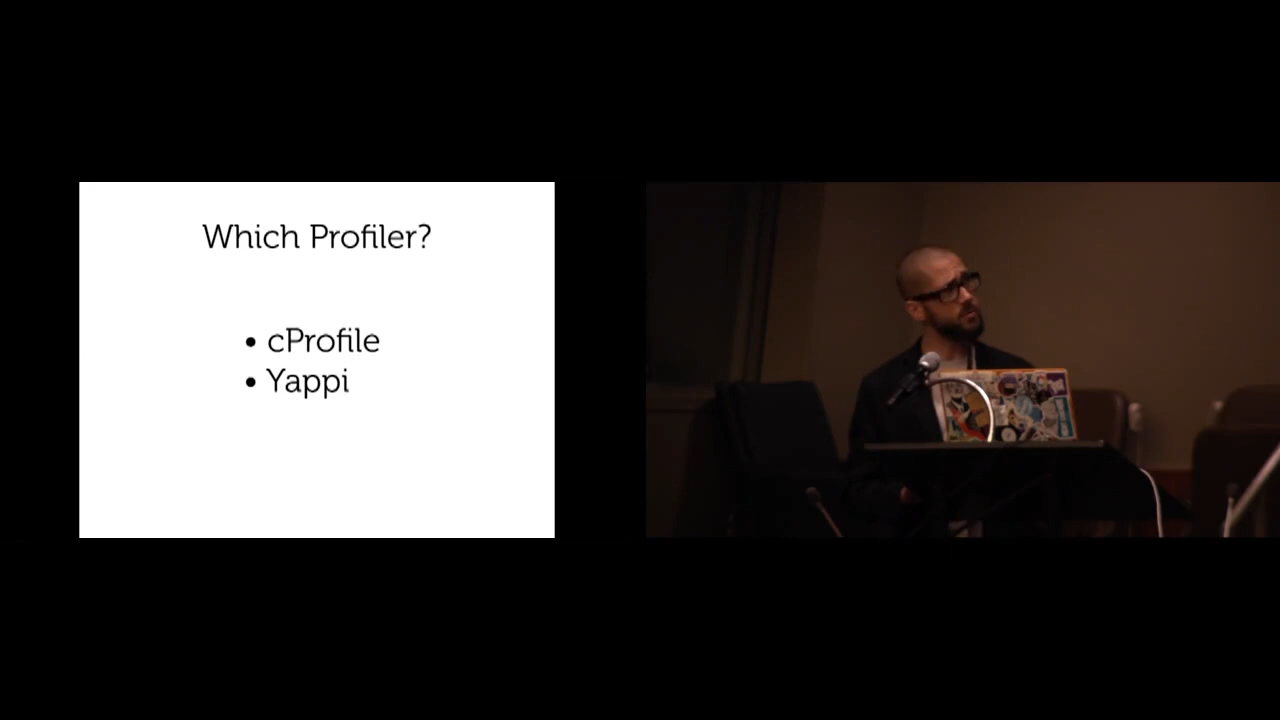 Which Profiler?
• cProfile
• Yappi